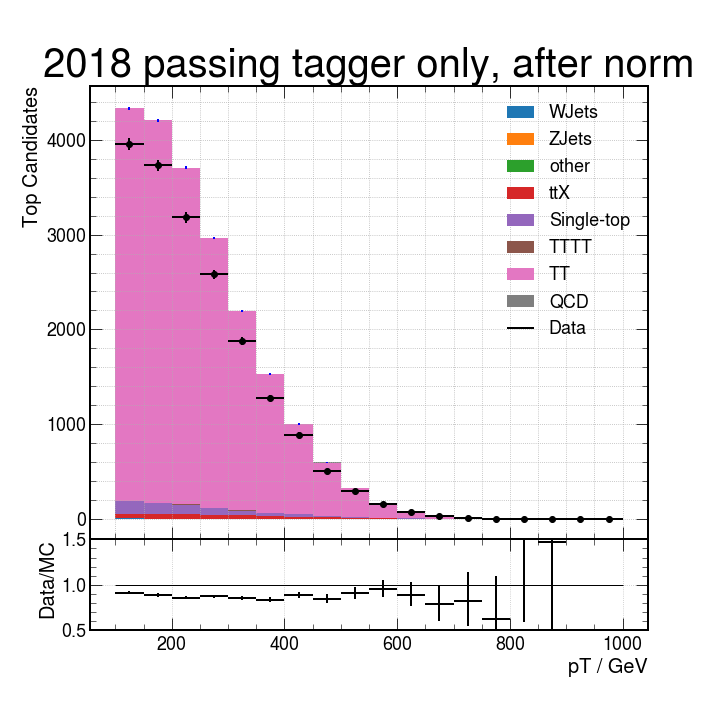 2018 passing tagger only, after norm
Top Candidates
4000
3000
2000
1000
0
WJets
ZJets
other
ttX
Single-top
TTTT
TT
QCD
Data
Data/MC
1.5
1.0
0.5
200
400
600
800
1000
pT / GeV